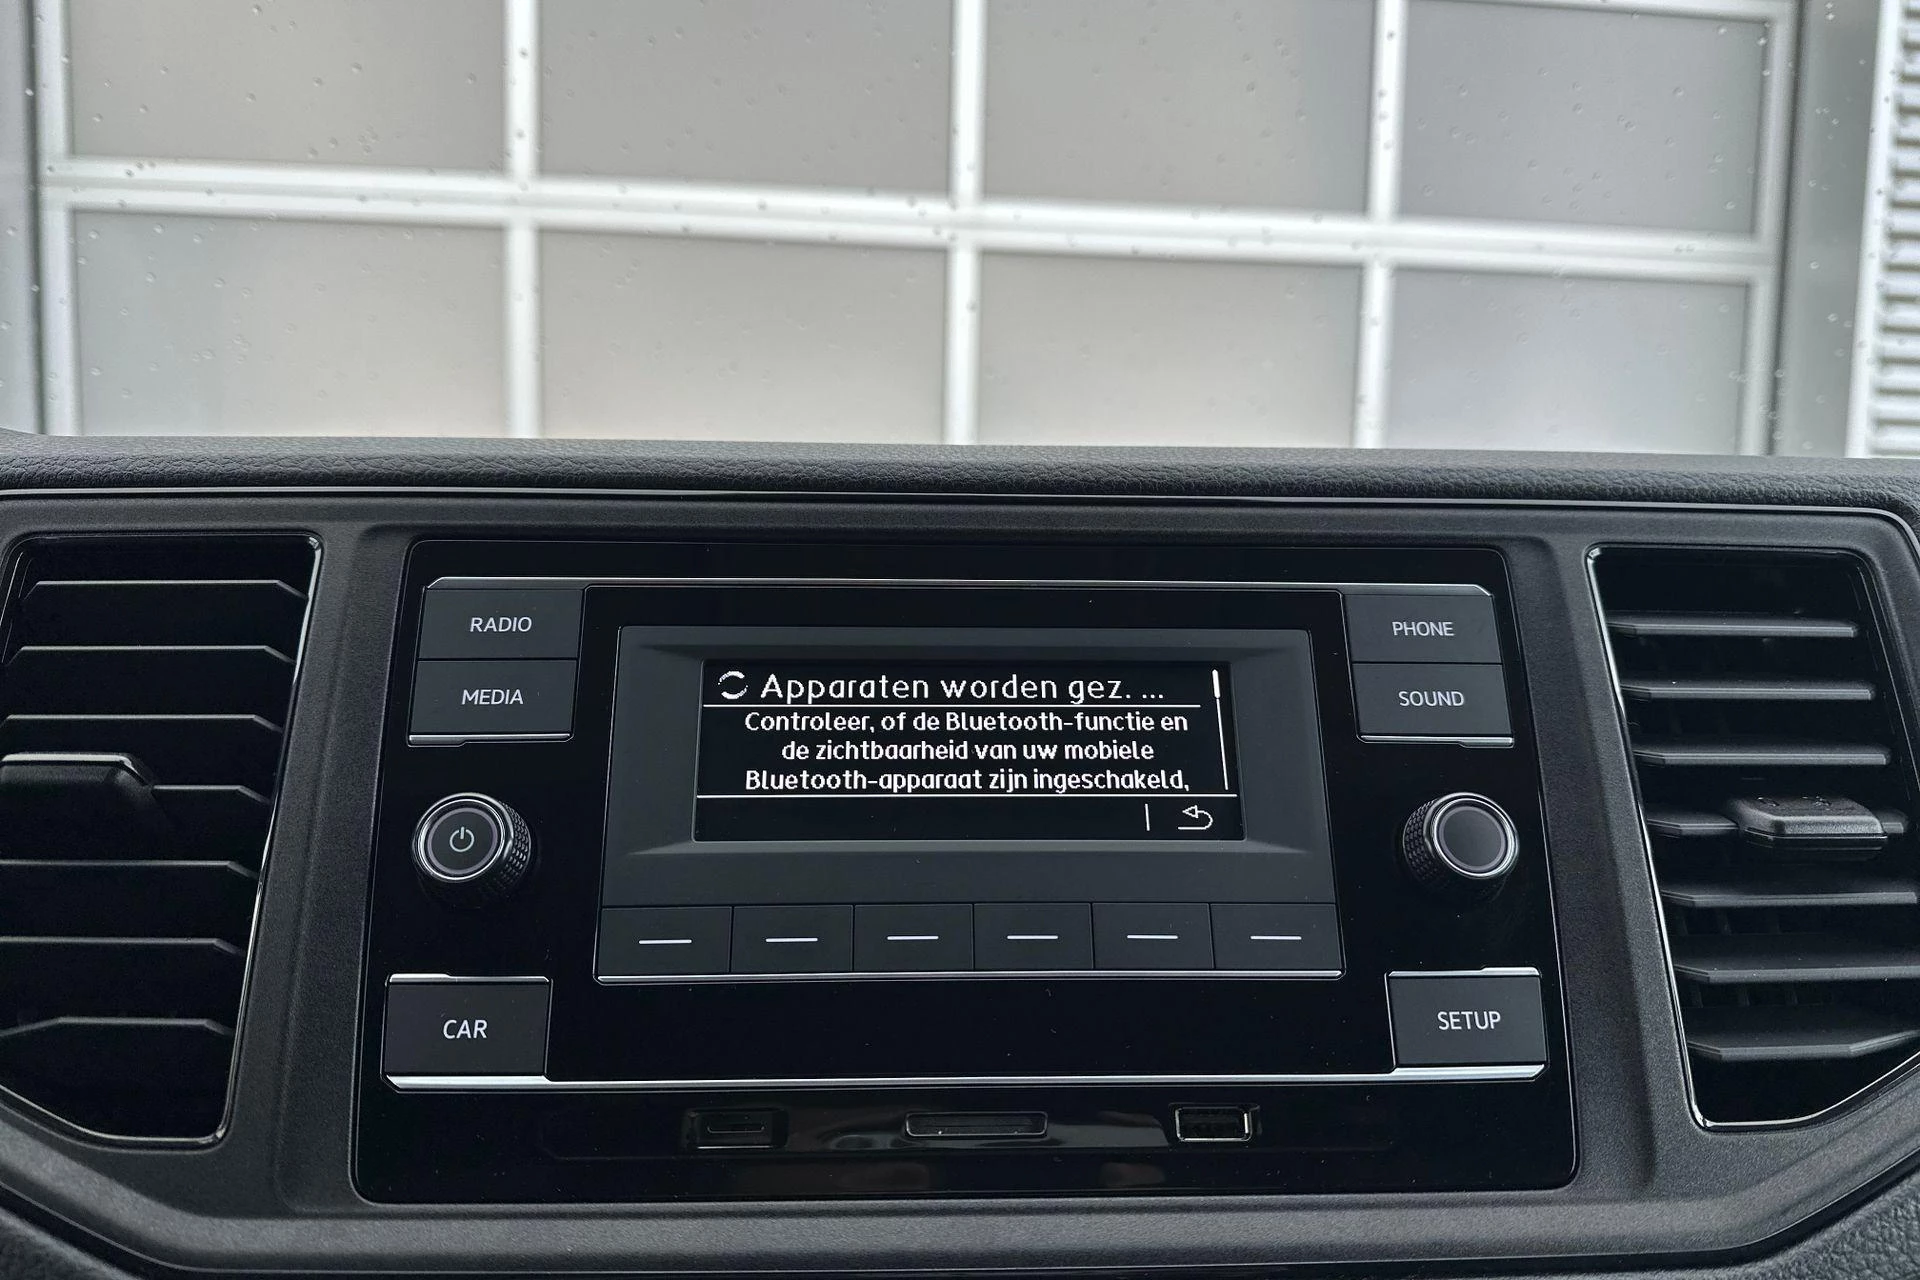 RADIO
MEDIA
PHONE
SOUND
Apparaten worden gez. ...
Controleer, of de Bluetooth-functie en
de zichtbaarheid van uw mobiele
Bluetooth-apparaat zijn ingeschakeld,
CAR
SETUP